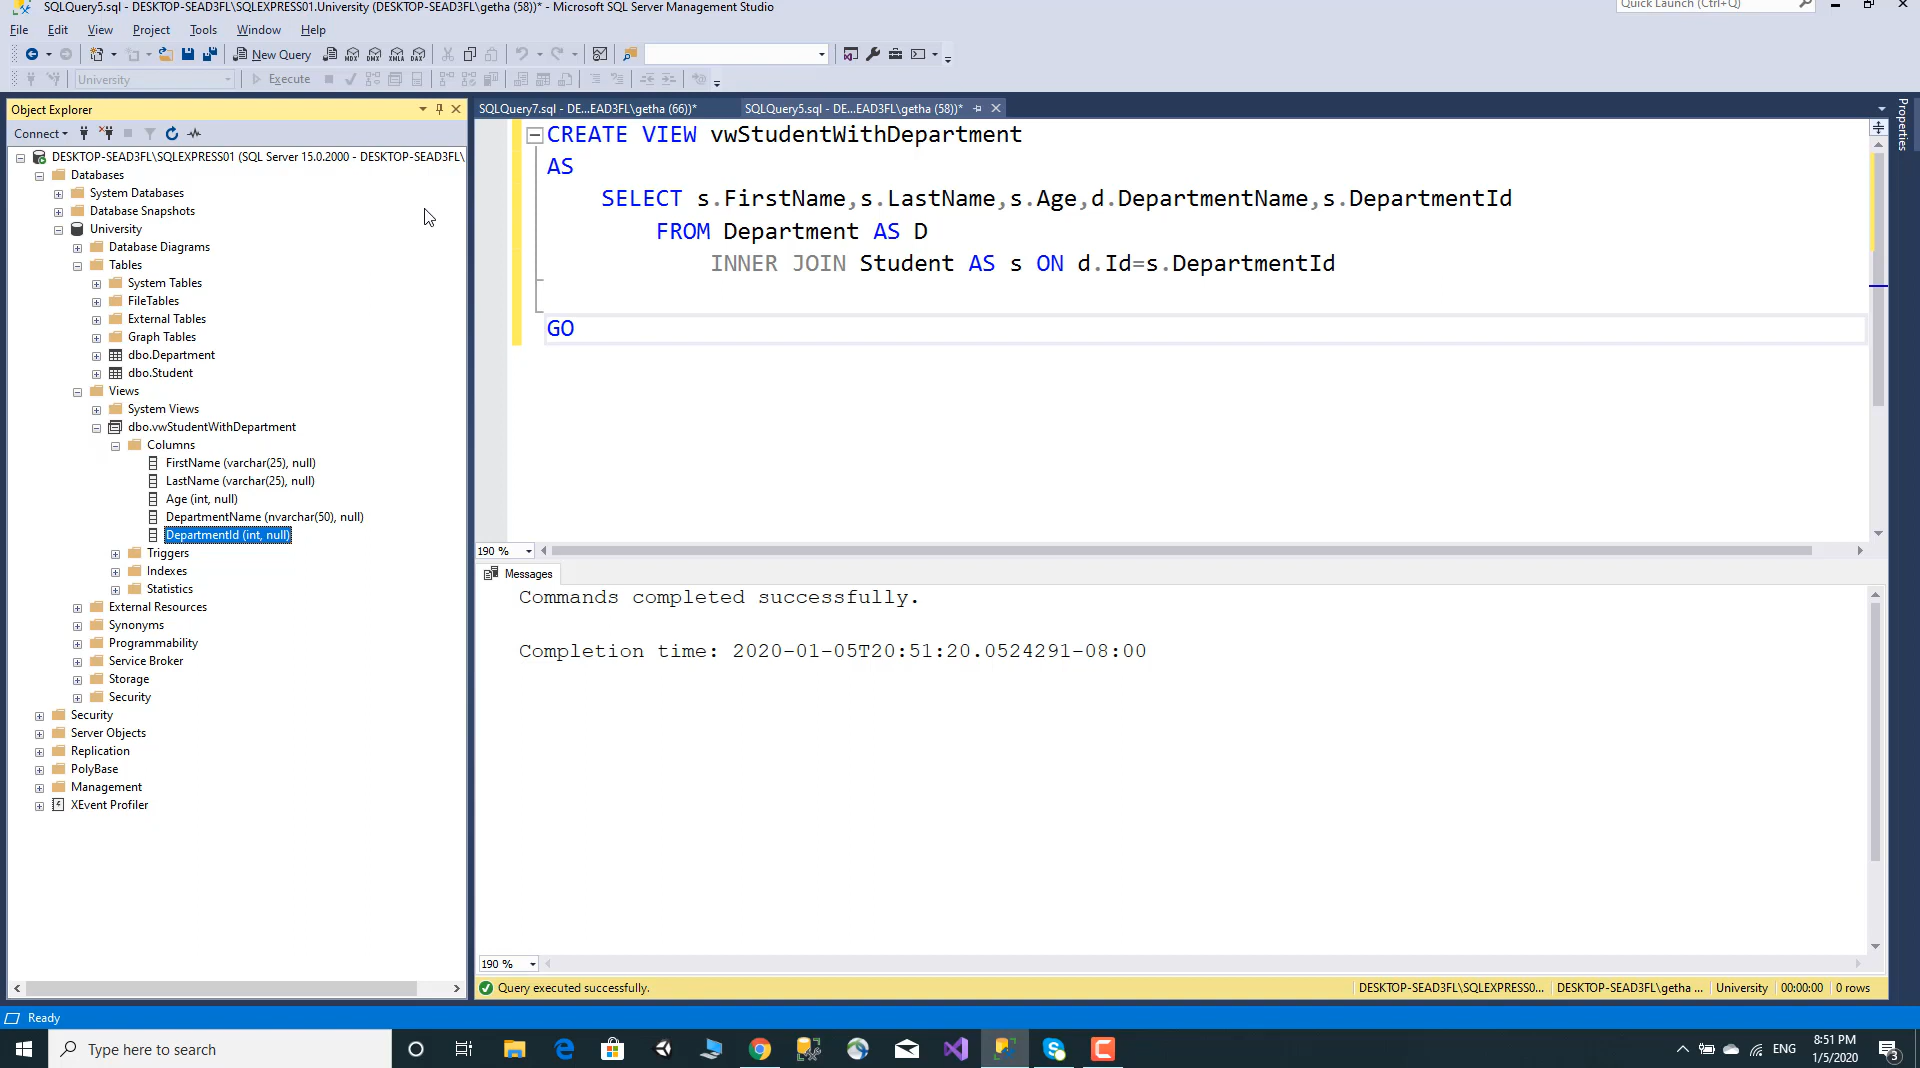 SQLQuery5.sql - DESKTOP-SEAD3FL\SQLEXPRESS01.University (DESKTOP-SEAD3FL\getha (58))* - Microsoft SQL Server Management Studio
Quick Launch (Ctrl+Q)
File Edit View Project Tools Window Help
New Query
MDX DMX XMLA DAX
University
Execute
Object Explorer
Connect
DESKTOP-SEAD3FL\SQLEXPRESS01 (SQL Server 15.0.2000 - DESKTOP-SEAD3FL\
Databases
System Databases
Database Snapshots
University
Database Diagrams
Tables
System Tables
FileTables
External Tables
Graph Tables
dbo.Department
dbo.Student
Views
System Views
dbo.vwStudentWithDepartment
Columns
FirstName (varchar(25), null)
LastName (varchar(25), null)
Age (int, null)
DepartmentName (nvarchar(50), null)
DepartmentId (int, null)
Triggers
Indexes
Statistics
External Resources
Synonyms
Programmability
Service Broker
Storage
Security
Security
Server Objects
Replication
PolyBase
Management
XEvent Profiler
SQLQuery7.sql - DE...EAD3FL\getha (66))*
SQLQuery5.sql - DE...EAD3FL\getha (58))*
Properties
CREATE VIEW vwStudentWithDepartment
AS
SELECT s.FirstName,s.LastName,s.Age,d.DepartmentName,s.DepartmentId
FROM Department AS D
INNER JOIN Student AS s ON d.Id=s.DepartmentId
GO
190 %
Messages
Commands completed successfully.
Completion time: 2020-01-05T20:51:20.0524291-08:00
190 %
Query executed successfully.
DESKTOP-SEAD3FL\SQLEXPRESS0... DESKTOP-SEAD3FL\getha ... University 00:00:00 0 rows
Ready
Type here to search
ENG
8:51 PM
1/5/2020
3